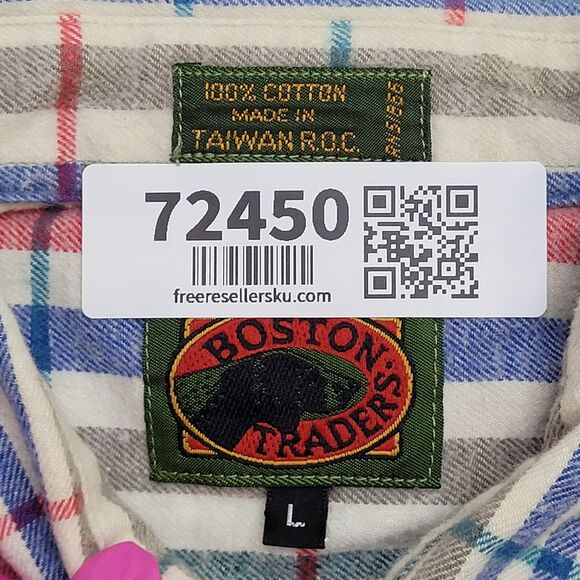 100% COTTON
MADE IN
TAIWAN R.O.C.
72450
freeresellersku.com
BOSTON
TRADERS
L